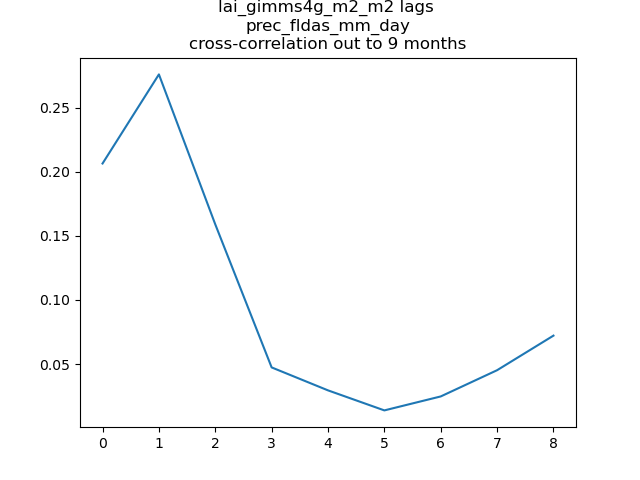 lai_gimms4g_m2_m2 lags
prec_fldas_mm_day
cross-correlation out to 9 months
0.25
0.20
0.15
0.10
0.05
0 1 2 3 4 5 6 7 8